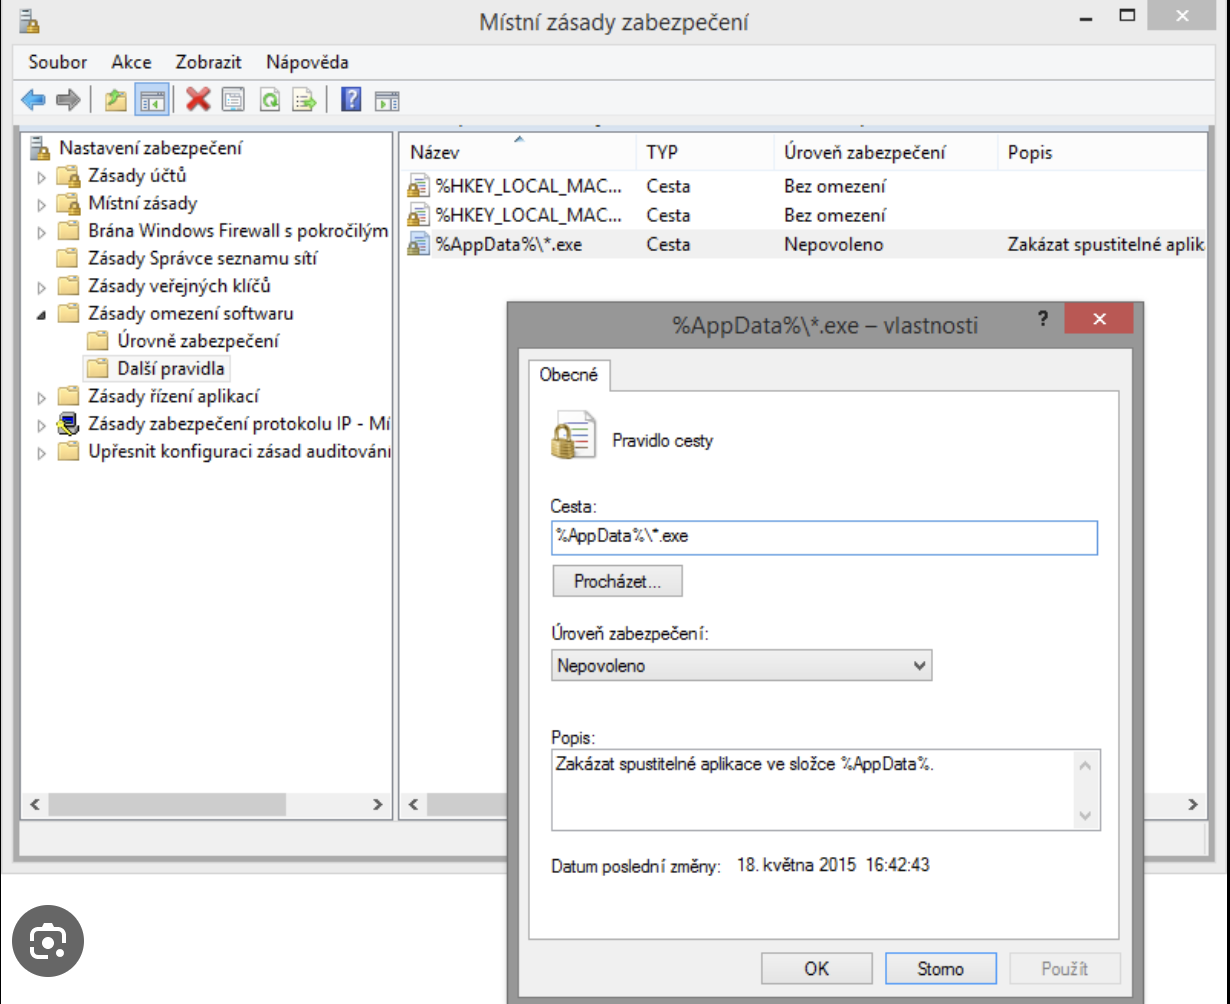 Místní zásady zabezpečení
Soubor Akce Zobrazit Nápověda
Nastavení zabezpečení
Zásady účtů
Místní zásady
Brána Windows Firewall s pokročilým
Zásady Správce seznamu sítí
Zásady veřejných klíčů
Zásady omezení softwaru
Úrovně zabezpečení
Další pravidla
Zásady řízení aplikací
Zásady zabezpečení protokolu IP - Mí
Upřesnit konfiguraci zásad auditování
Název TYP Úroveň zabezpečení Popis
%HKEY_LOCAL_MAC... Cesta Bez omezení
%HKEY_LOCAL_MAC... Cesta Bez omezení
%AppData%\*.exe Cesta Nepovoleno Zakázat spustitelné aplik
%AppData%\*.exe – vlastnosti
Obecné
Pravidlo cesty
Cesta:
%AppData%\*.exe
Procházet...
Úroveň zabezpečení:
Nepovoleno
Popis:
Zakázat spustitelné aplikace ve složce %AppData%.
Datum poslední změny: 18. května 2015 16:42:43
OK Storno Použít